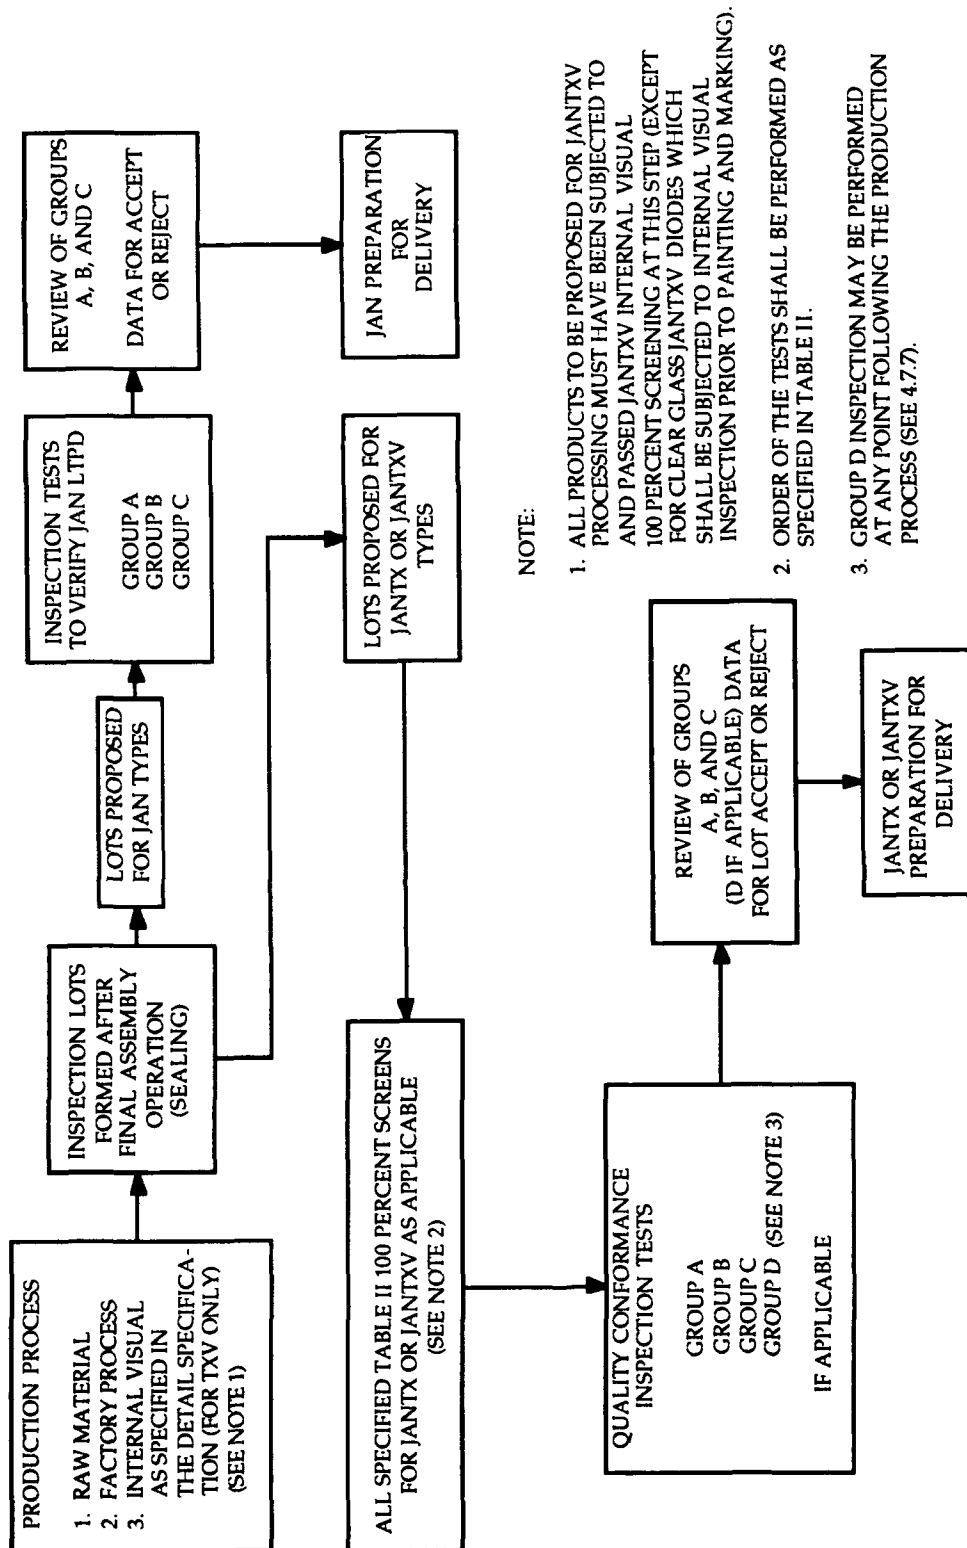 PRODUCTION PROCESS
1. RAW MATERIAL
2. FACTORY PROCESS
3. INTERNAL VISUAL
AS SPECIFIED IN
THE DETAIL SPECIFICA-
TION (FOR TXV ONLY)
(SEE NOTE 1)
INSPECTION LOTS
FORMED AFTER
FINAL ASSEMBLY
OPERATION
(SEALING)
LOTS PROPOSED
FOR JAN TYPES
INSPECTION TESTS
TO VERIFY JAN LTPD
GROUP A
GROUP B
GROUP C
REVIEW OF GROUPS
A, B, AND C
DATA FOR ACCEPT
OR REJECT
JAN PREPARATION
FOR
DELIVERY
LOTS PROPOSED FOR
JANTX OR JANTXV
TYPES
ALL SPECIFIED TABLE II 100 PERCENT SCREENS
FOR JANTX OR JANTXV AS APPLICABLE
(SEE NOTE 2)
QUALITY CONFORMANCE
INSPECTION TESTS
GROUP A
GROUP B
GROUP C
GROUP D (SEE NOTE 3)
IF APPLICABLE
REVIEW OF GROUPS
A, B, AND C
(D IF APPLICABLE) DATA
FOR LOT ACCEPT OR REJECT
JANTX OR JANTXV
PREPARATION FOR
DELIVERY
NOTE:
1. ALL PRODUCTS TO BE PROPOSED FOR JANTXV
PROCESSING MUST HAVE BEEN SUBJECTED TO
AND PASSED JANTXV INTERNAL VISUAL
100 PERCENT SCREENING AT THIS STEP (EXCEPT
FOR CLEAR GLASS JANTXV DIODES WHICH
SHALL BE SUBJECTED TO INTERNAL VISUAL
INSPECTION PRIOR TO PAINTING AND MARKING).
2. ORDER OF THE TESTS SHALL BE PERFORMED AS
SPECIFIED IN TABLE II.
3. GROUP D INSPECTION MAY BE PERFORMED
AT ANY POINT FOLLOWING THE PRODUCTION
PROCESS (SEE 4.7.7).